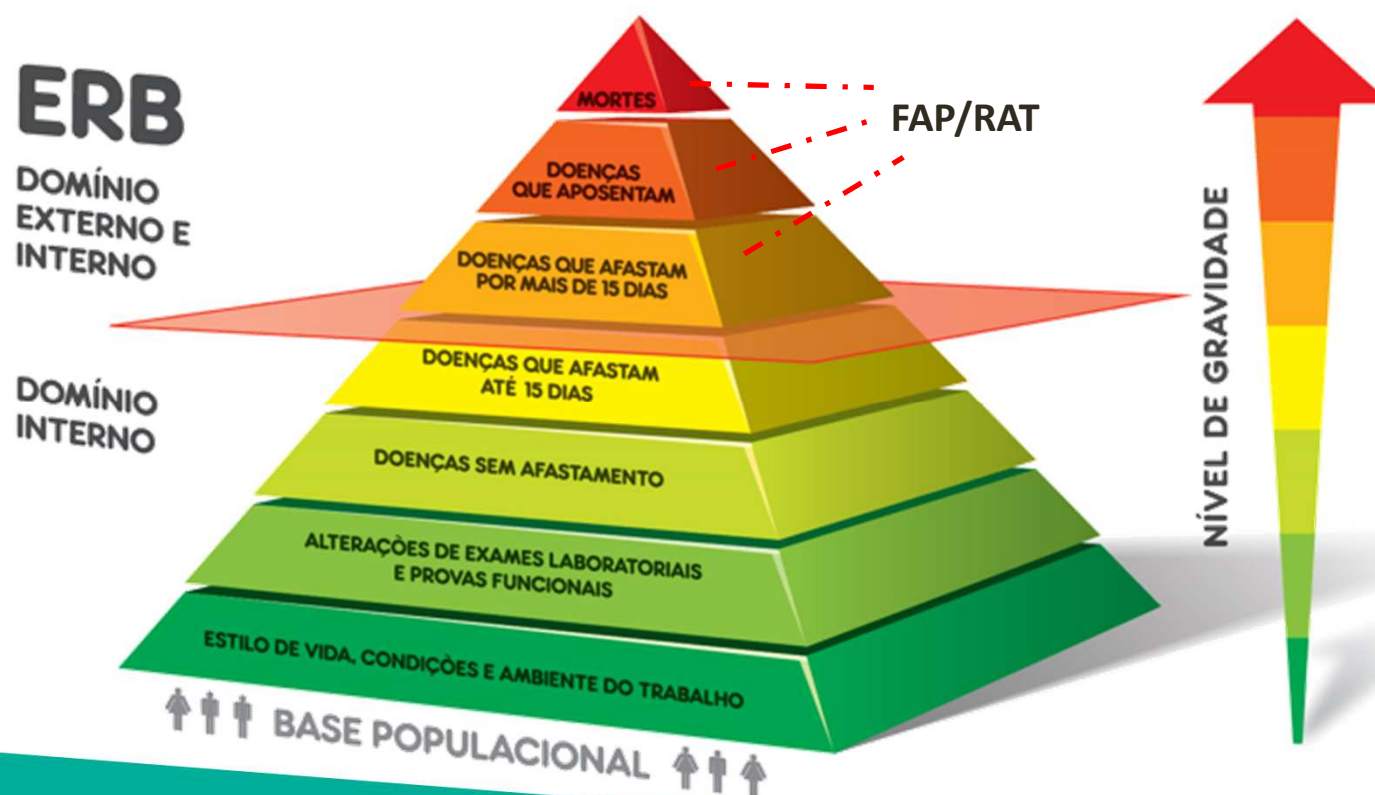 ERB
DOMÍNIO
EXTERNO E
INTERNO
DOMÍNIO
INTERNO
MORTES
DOENÇAS
QUE APOSENTAM
DOENÇAS QUE AFASTAM
POR MAIS DE 15 DIAS
DOENÇAS QUE AFASTAM
ATÉ 15 DIAS
DOENÇAS SEM AFASTAMENTO
ALTERAÇÕES DE EXAMES LABORATORIAIS
E PROVAS FUNCIONAIS
ESTILO DE VIDA, CONDIÇÕES E AMBIENTE DO TRABALHO
BASE POPULACIONAL
FAP/RAT
NÍVEL DE GRAVIDADE